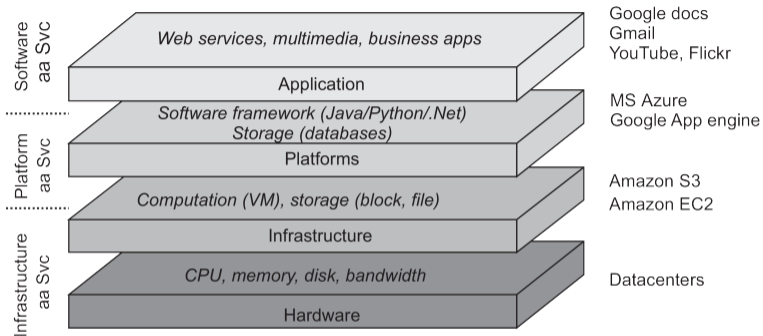 Software
aa Svc
Web services, multimedia, business apps
Application
Google docs
Gmail
YouTube, Flickr
Platform
aa Svc
Software framework (Java/Python/.Net)
Storage (databases)
Platforms
MS Azure
Google App engine
Infrastructure
aa Svc
Computation (VM), storage (block, file)
Infrastructure
Amazon S3
Amazon EC2
CPU, memory, disk, bandwidth
Hardware
Datacenters